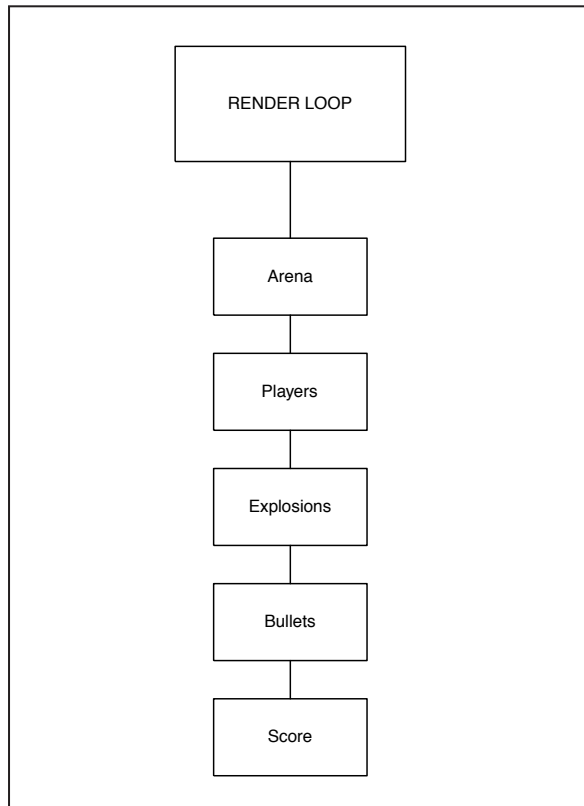 RENDER LOOP
Arena
Players
Explosions
Bullets
Score